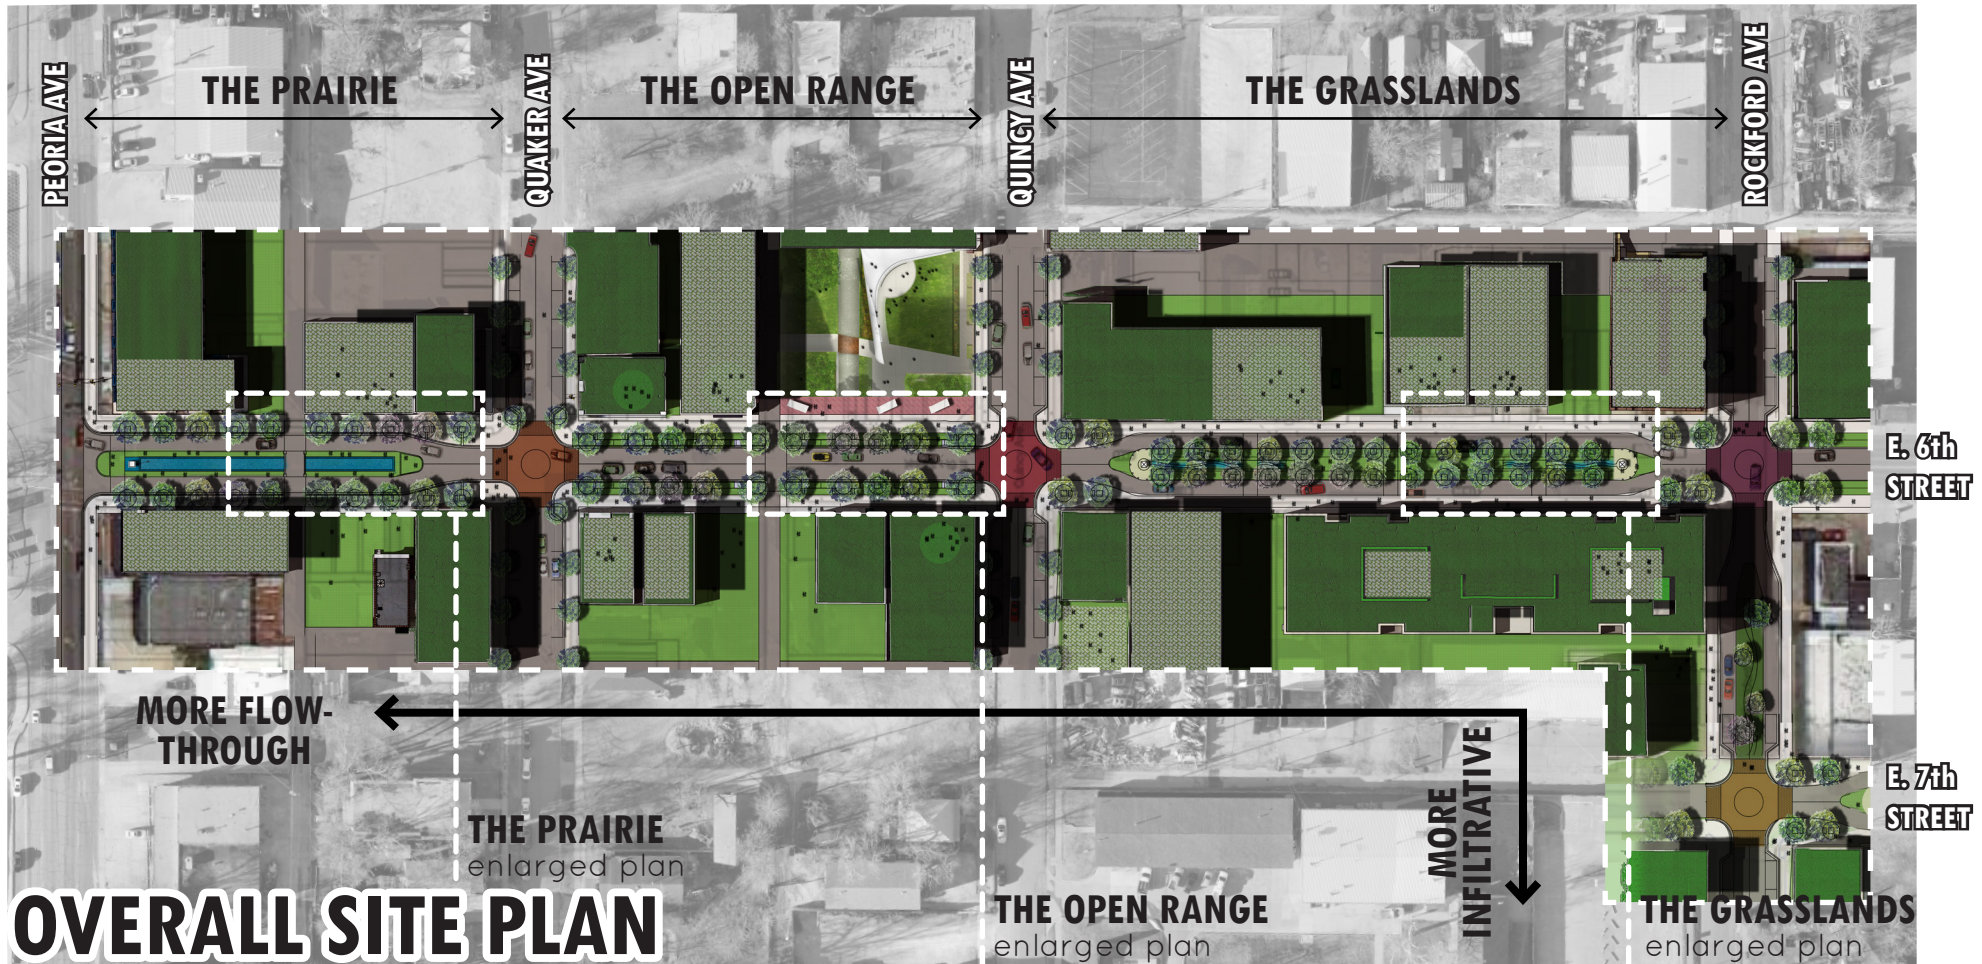 PEORIA AVE
THE PRAIRIE
QUAKER AVE
THE OPEN RANGE
QUINCY AVE
THE GRASSLANDS
ROCKFORD AVE
E. 6th
STREET
MORE FLOW-
THROUGH
MORE
INFILTRATIVE
E. 7th
STREET
THE PRAIRIE
enlarged plan
THE OPEN RANGE
enlarged plan
THE GRASSLANDS
enlarged plan
OVERALL SITE PLAN